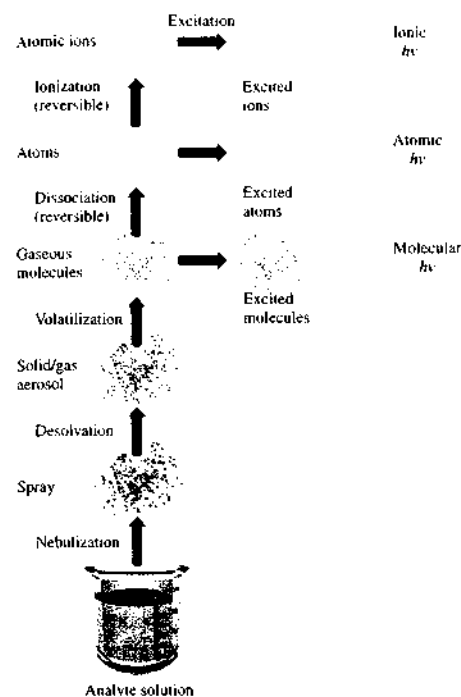 Excitation
Atomic ions
Ionic
hν
Ionization
(reversible)
Excited
ions
Atoms
Atomic
hν
Dissociation
(reversible)
Excited
atoms
Gaseous
molecules
Molecular
hν
Excited
molecules
Volatilization
Solid/gas
aerosol
Desolvation
Spray
Nebulization
Analyte solution